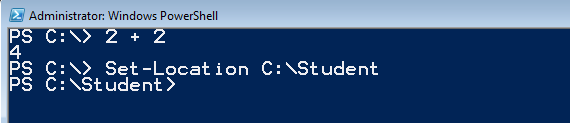 Administrator: Windows PowerShell
PS C:\> 2 + 2
4
PS C:\> Set-Location C:\Student
PS C:\Student>